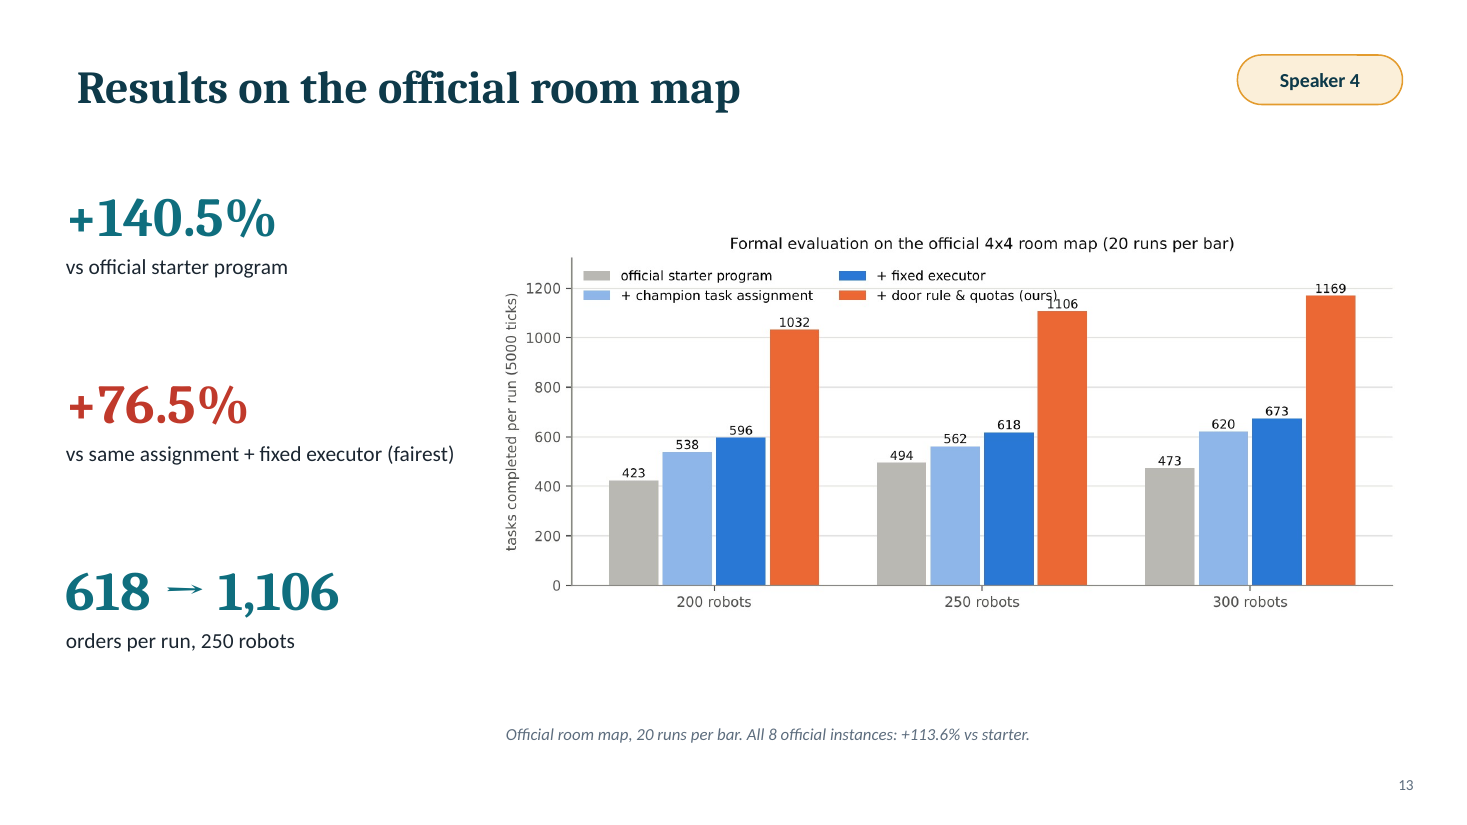 Results on the official room map
Speaker 4
+140.5%
vs official starter program
+76.5%
vs same assignment + fixed executor (fairest)
618 → 1,106
orders per run, 250 robots
Formal evaluation on the official 4x4 room map (20 runs per bar)
official starter program
+ champion task assignment
+ fixed executor
+ door rule & quotas (ours)
tasks completed per run (5000 ticks)
1200
1000
800
600
400
200
0
423
538
596
1032
494
562
618
1106
473
620
673
1169
200 robots
250 robots
300 robots
Official room map, 20 runs per bar. All 8 official instances: +113.6% vs starter.
13